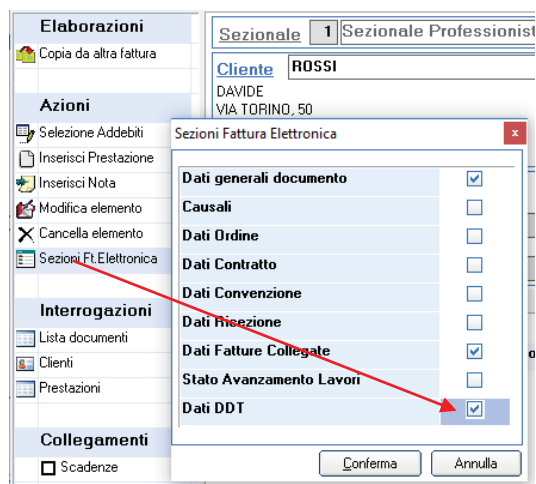 Elaborazioni
Copia da altra fattura
Azioni
Selezione Addebiti
Inserisci Prestazione
Inserisci Nota
Modifica elemento
Cancella elemento
Sezioni Ft.Elettronica
Interrogazioni
Lista documenti
Clienti
Prestazioni
Collegamenti
Scadenze
Sezionale 1 Sezionale Professionist
Cliente ROSSI
DAVIDE
VIA TORINO, 50
Sezioni Fattura Elettronica
Dati generali documento
Causali
Dati Ordine
Dati Contratto
Dati Convenzione
Dati Ricezione
Dati Fatture Collegate
Stato Avanzamento Lavori
Dati DDT
Conferma Annulla